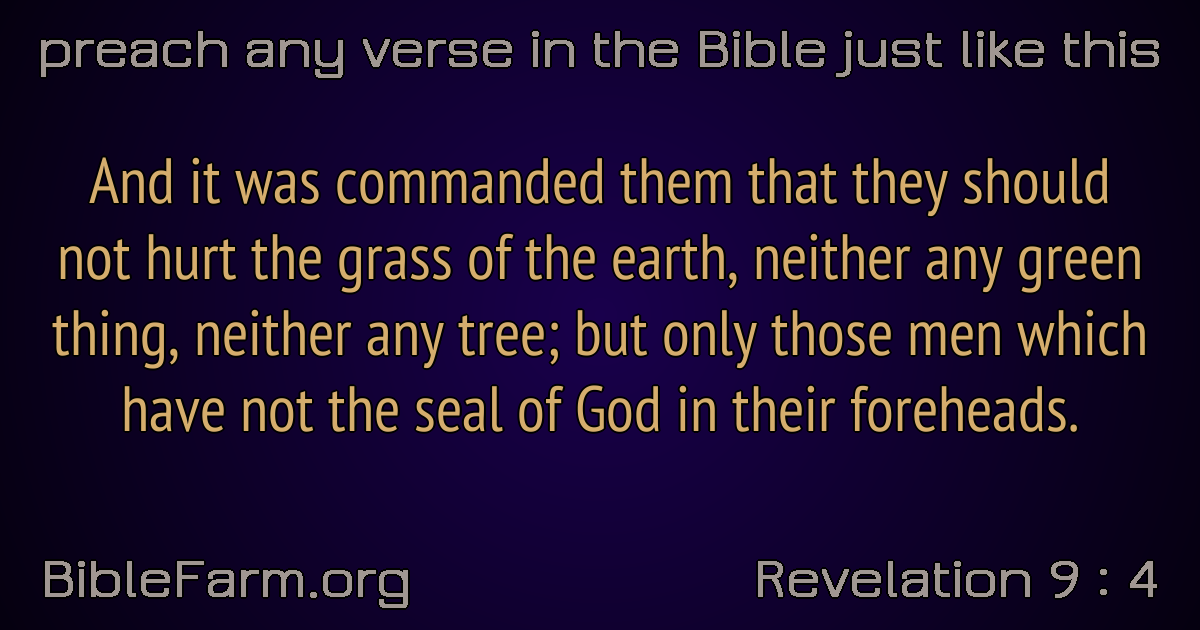 preach any verse in the Bible just like this
And it was commanded them that they should
not hurt the grass of the earth, neither any green
thing, neither any tree; but only those men which
have not the seal of God in their foreheads.
BibleFarm.org
Revelation 9 : 4